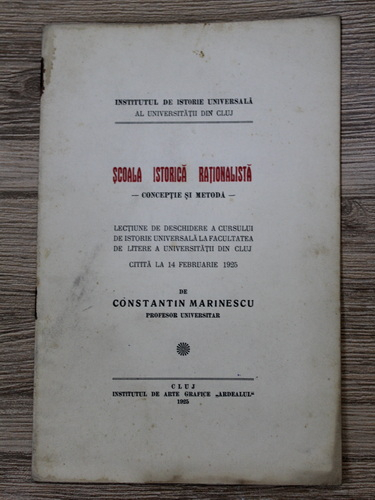 INSTITUTUL DE ISTORIE UNIVERSALĂ
AL UNIVERSITĂȚII DIN CLUJ
ȘCOALA ISTORICĂ RAȚIONALISTĂ
— CONCEPȚIE ȘI METODĂ —
LECȚIUNE DE DESCHIDERE A CURSULUI
DE ISTORIE UNIVERSALĂ LA FACULTATEA
DE LITERE A UNIVERSITĂȚII DIN CLUJ
CITITĂ LA 14 FEBRUARIE 1925
DE
CONSTANTIN MARINESCU
PROFESOR UNIVERSITAR
CLUJ
INSTITUTUL DE ARTE GRAFICE „ARDEALUL"
1925